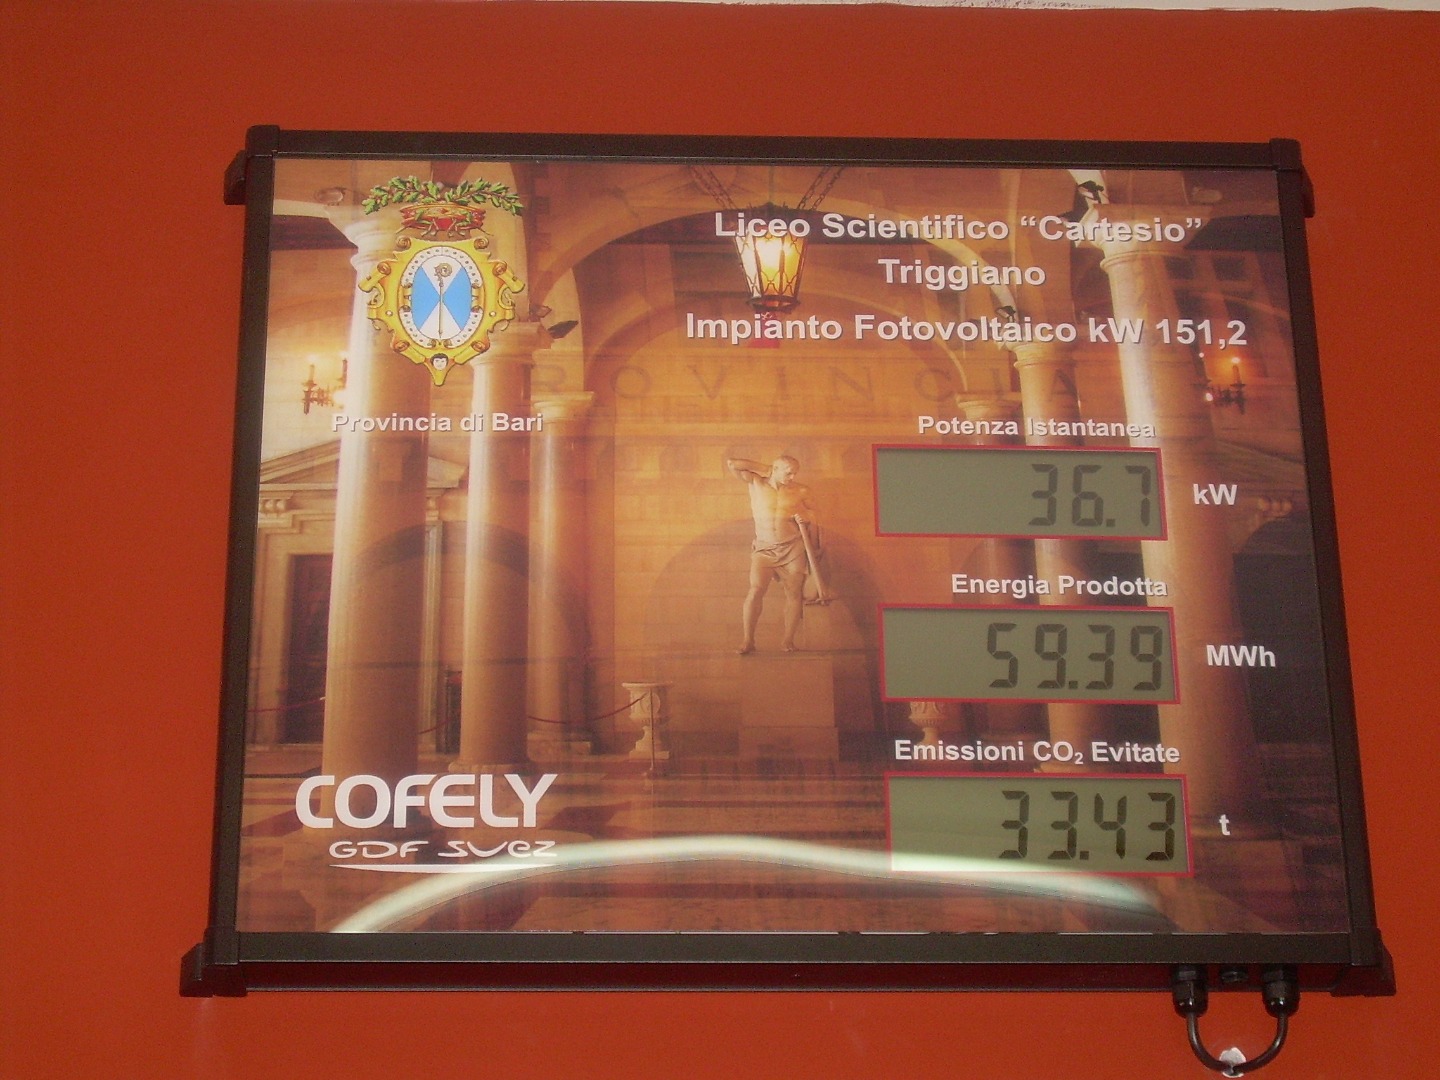 Liceo Scientifico “Cartesio”
Triggiano
Impianto Fotovoltaico kW 151,2
PROVINCIA
Provincia di Bari
Potenza Istantanea
36.7 kW
Energia Prodotta
59.39 MWh
Emissioni CO₂ Evitate
33.43 t
COFELY
GDF SUEZ